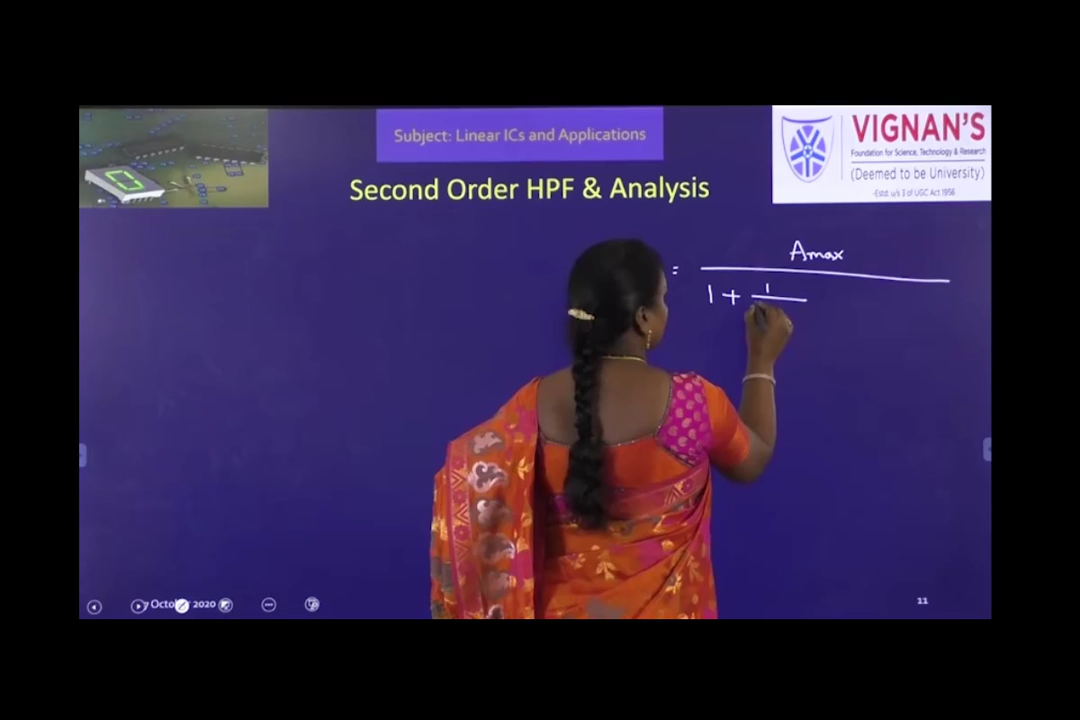 Subject: Linear ICs and Applications
VIGNAN'S
Foundation for Science, Technology & Research
(Deemed to be University)
-Estd. u/s 3 of UGC Act 1956
Second Order HPF & Analysis
= Amax
1 + 1
2020
11